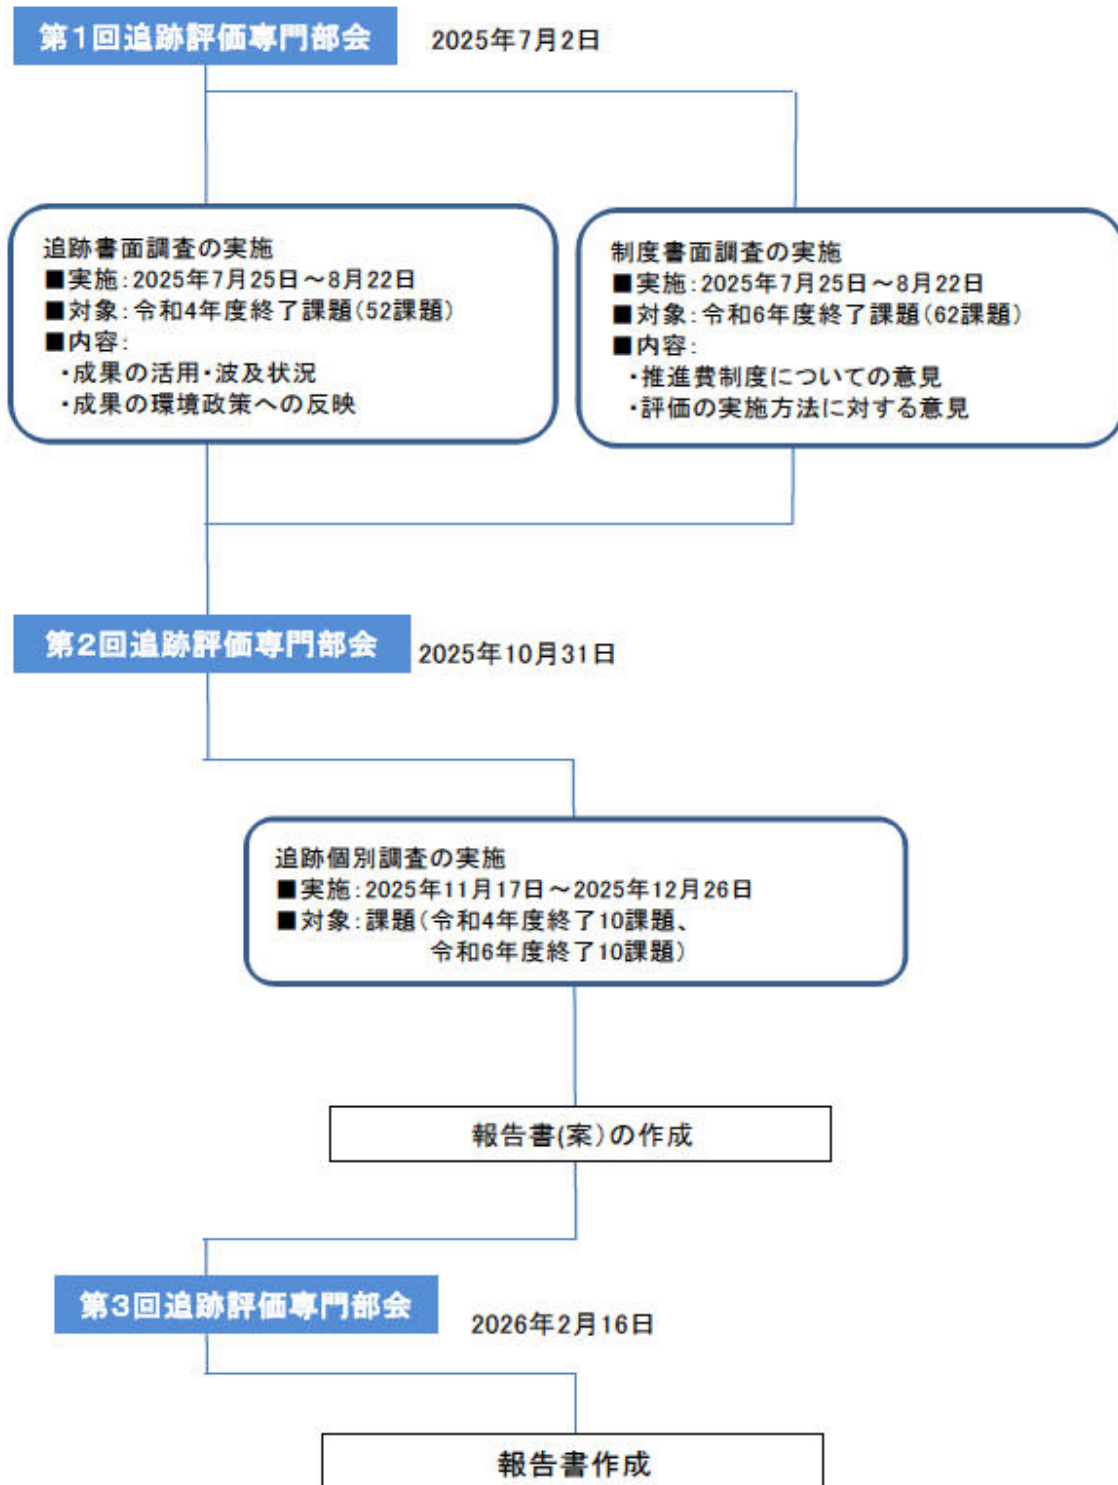 第1回追跡評価専門部会
2025年7月2日
追跡書面調査の実施
■実施：2025年7月25日～8月22日
■対象：令和4年度終了課題（52課題）
■内容：
・成果の活用・波及状況
・成果の環境政策への反映
制度書面調査の実施
■実施：2025年7月25日～8月22日
■対象：令和6年度終了課題（62課題）
■内容：
・推進費制度についての意見
・評価の実施方法に対する意見
第2回追跡評価専門部会
2025年10月31日
追跡個別調査の実施
■実施：2025年11月17日～2025年12月26日
■対象：課題（令和4年度終了10課題、
令和6年度終了10課題）
報告書(案)の作成
第3回追跡評価専門部会
2026年2月16日
報告書作成